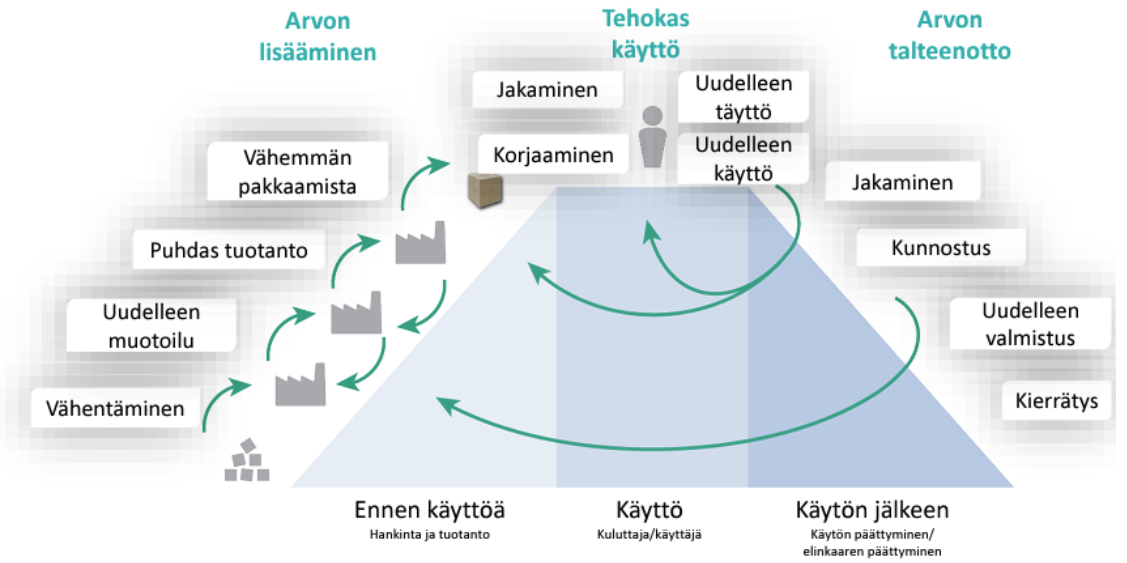 Arvon
lisääminen
Tehokas
käyttö
Arvon
talteenotto
Jakaminen
Uudelleen
täyttö
Korjaaminen
Uudelleen
käyttö
Vähemmän
pakkaamista
Jakaminen
Puhdas tuotanto
Kunnostus
Uudelleen
muotoilu
Uudelleen
valmistus
Vähentäminen
Kierrätys
Ennen käyttöä
Hankinta ja tuotanto
Käyttö
Kuluttaja/käyttäjä
Käytön jälkeen
Käytön päättyminen/
elinkaaren päättyminen